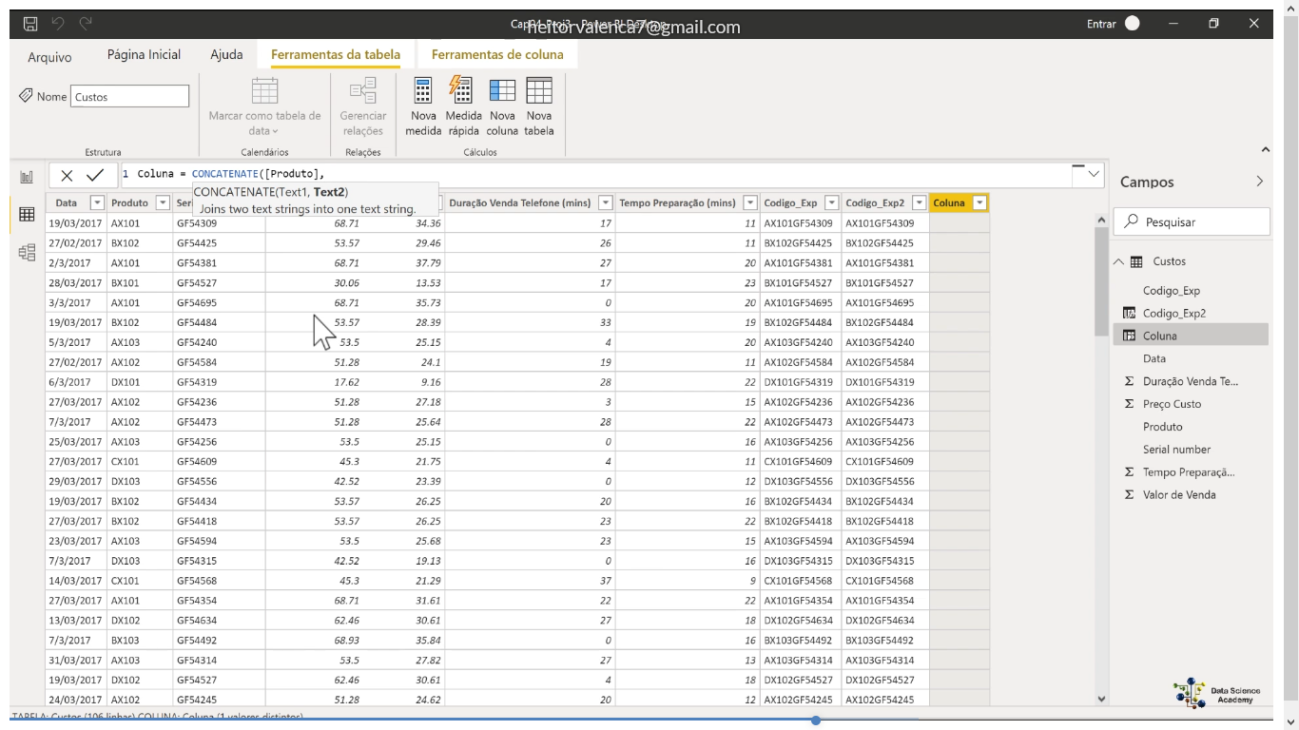 heitorvalenca7@gmail.com
Entrar
Arquivo Página Inicial Ajuda Ferramentas da tabela Ferramentas de coluna
Nome Custos
Marcar como tabela de data
Gerenciar relações
Nova medida
Medida rápida
Nova coluna
Nova tabela
Estrutura Calendários Relações Cálculos
1 Coluna = CONCATENATE([Produto],
CONCATENATE(Text1, Text2)
Joins two text strings into one text string.
Data Produto Seri Duração Venda Telefone (mins) Tempo Preparação (mins) Codigo_Exp Codigo_Exp2 Coluna
19/03/2017 AX101 GF54309 68.71 34.36 17 11 AX101GF54309 AX101GF54309
27/02/2017 BX102 GF54425 53.57 29.46 26 11 BX102GF54425 BX102GF54425
2/3/2017 AX101 GF54381 68.71 37.79 27 20 AX101GF54381 AX101GF54381
28/03/2017 BX101 GF54527 30.06 13.53 17 23 BX101GF54527 BX101GF54527
3/3/2017 AX101 GF54695 68.71 35.73 0 20 AX101GF54695 AX101GF54695
19/03/2017 BX102 GF54484 53.57 28.39 33 19 BX102GF54484 BX102GF54484
5/3/2017 AX103 GF54240 53.5 25.15 4 20 AX103GF54240 AX103GF54240
27/02/2017 AX102 GF54584 51.28 24.1 19 11 AX102GF54584 AX102GF54584
6/3/2017 DX101 GF54319 17.62 9.16 28 22 DX101GF54319 DX101GF54319
27/03/2017 AX102 GF54236 51.28 27.18 3 15 AX102GF54236 AX102GF54236
7/3/2017 AX102 GF54473 51.28 25.64 28 22 AX102GF54473 AX102GF54473
25/03/2017 AX103 GF54256 53.5 25.15 0 16 AX103GF54256 AX103GF54256
27/03/2017 CX101 GF54609 45.3 21.75 4 11 CX101GF54609 CX101GF54609
29/03/2017 DX103 GF54556 42.52 23.39 0 12 DX103GF54556 DX103GF54556
19/03/2017 BX102 GF54434 53.57 26.25 20 16 BX102GF54434 BX102GF54434
27/03/2017 BX102 GF54418 53.57 26.25 23 22 BX102GF54418 BX102GF54418
23/03/2017 AX103 GF54594 53.5 25.68 23 15 AX103GF54594 AX103GF54594
7/3/2017 DX103 GF54315 42.52 19.13 0 16 DX103GF54315 DX103GF54315
14/03/2017 CX101 GF54568 45.3 21.29 37 9 CX101GF54568 CX101GF54568
27/03/2017 AX101 GF54354 68.71 31.61 22 22 AX101GF54354 AX101GF54354
13/03/2017 DX102 GF54634 62.46 30.61 27 18 DX102GF54634 DX102GF54634
7/3/2017 BX103 GF54492 68.93 35.84 0 16 BX103GF54492 BX103GF54492
31/03/2017 AX103 GF54314 53.5 27.82 27 13 AX103GF54314 AX103GF54314
19/03/2017 DX102 GF54527 62.46 30.61 4 18 DX102GF54527 DX102GF54527
24/03/2017 AX102 GF54245 51.28 24.62 20 12 AX102GF54245 AX102GF54245
TABELA: Custos (106 linhas) COLUNA: Coluna (1 valores distintos)
Campos
Pesquisar
Custos
Codigo_Exp
Codigo_Exp2
Coluna
Data
Duração Venda Te...
Preço Custo
Produto
Serial number
Tempo Preparaçã...
Valor de Venda
Data Science
Academy